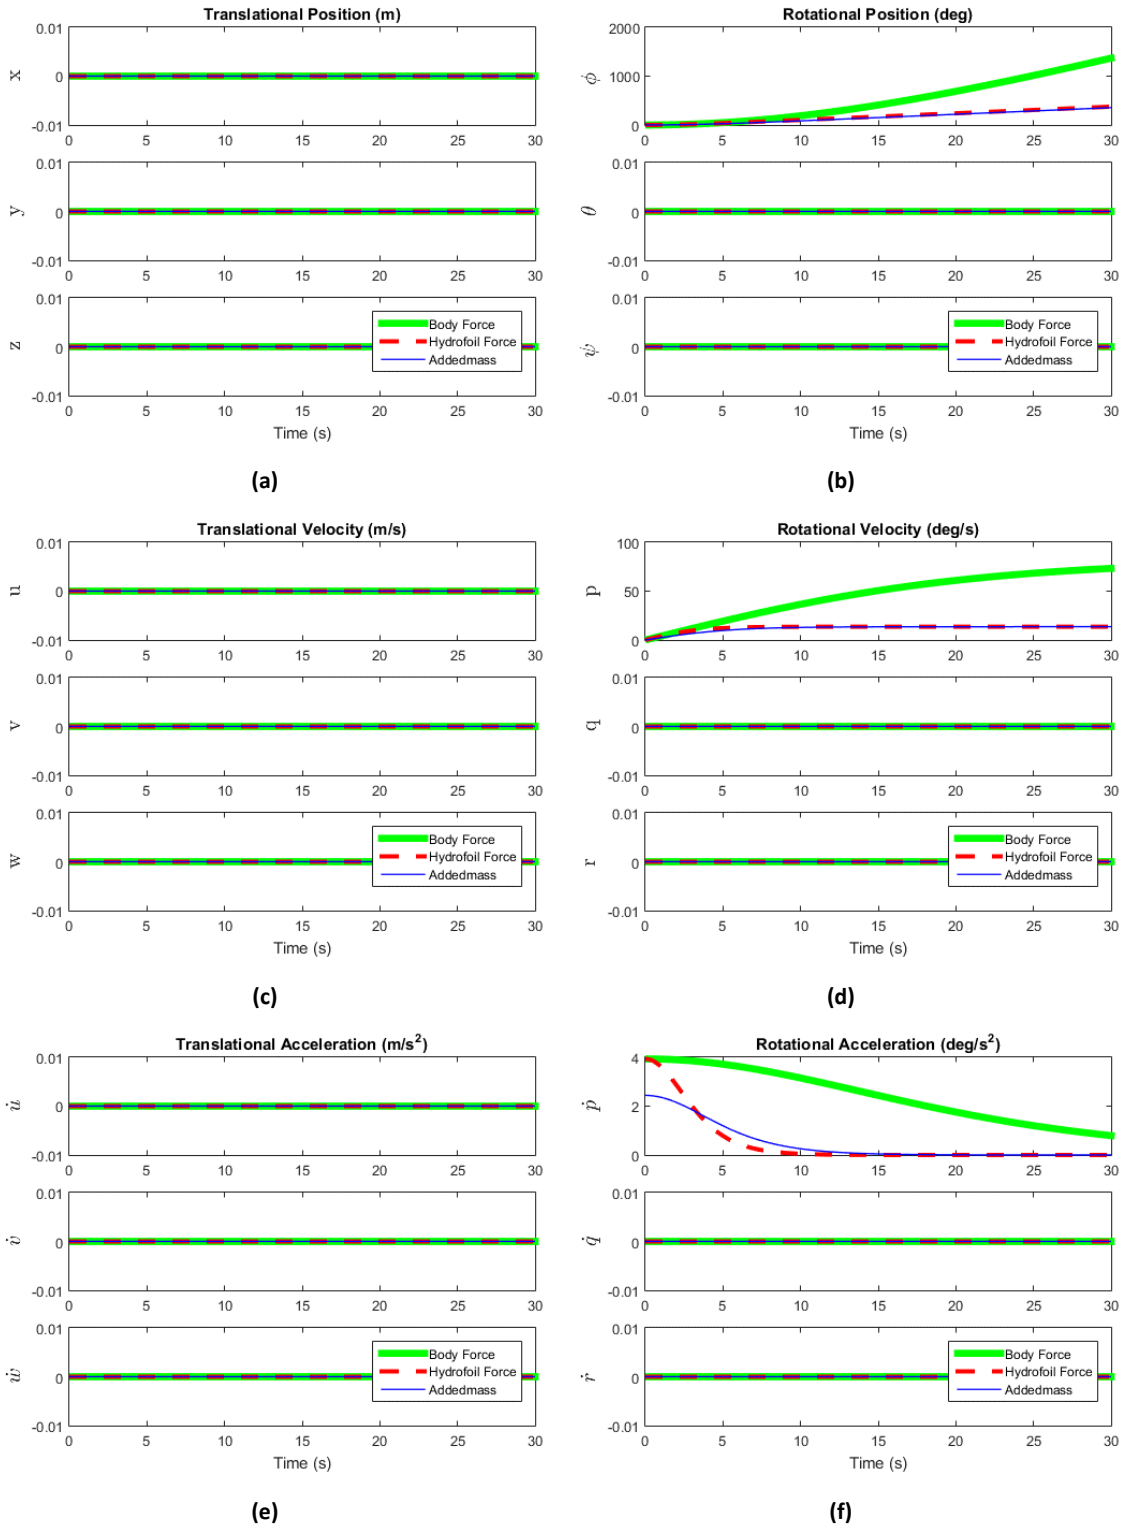 Translational Position (m)
0.01
x
0
-0.01
0 5 10 15 20 25 30
0.01
y
0
-0.01
0 5 10 15 20 25 30
0.01
z
0
-0.01
0 5 10 15 20 25 30
Body Force
Hydrofoil Force
Addedmass
Time (s)
(a)
Rotational Position (deg)
2000
ϕ
1000
0
0 5 10 15 20 25 30
0.01
θ
0
-0.01
0 5 10 15 20 25 30
0.01
ψ
0
-0.01
0 5 10 15 20 25 30
Body Force
Hydrofoil Force
Addedmass
Time (s)
(b)
Translational Velocity (m/s)
0.01
u
0
-0.01
0 5 10 15 20 25 30
0.01
v
0
-0.01
0 5 10 15 20 25 30
0.01
w
0
-0.01
0 5 10 15 20 25 30
Body Force
Hydrofoil Force
Addedmass
Time (s)
(c)
Rotational Velocity (deg/s)
100
p
50
0
0 5 10 15 20 25 30
0.01
q
0
-0.01
0 5 10 15 20 25 30
0.01
r
0
-0.01
0 5 10 15 20 25 30
Body Force
Hydrofoil Force
Addedmass
Time (s)
(d)
Translational Acceleration (m/s²)
0.01
u̇
0
-0.01
0 5 10 15 20 25 30
0.01
v̇
0
-0.01
0 5 10 15 20 25 30
0.01
ẇ
0
-0.01
0 5 10 15 20 25 30
Body Force
Hydrofoil Force
Addedmass
Time (s)
(e)
Rotational Acceleration (deg/s²)
4
ṗ
2
0
0 5 10 15 20 25 30
0.01
q̇
0
-0.01
0 5 10 15 20 25 30
0.01
ṙ
0
-0.01
0 5 10 15 20 25 30
Body Force
Hydrofoil Force
Addedmass
Time (s)
(f)